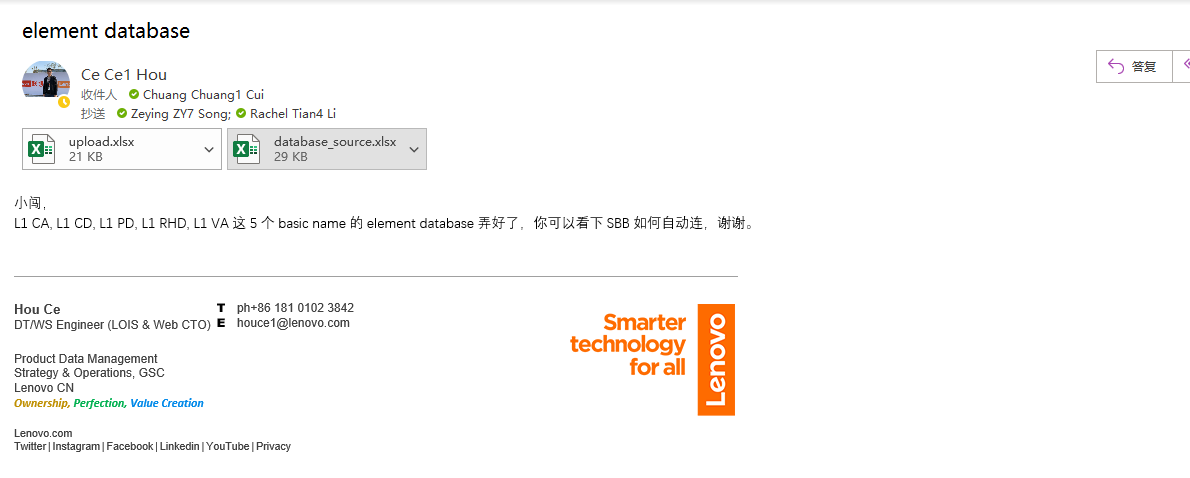 element database
Ce Ce1 Hou
答复
收件人 Chuang Chuang1 Cui
抄送 Zeying ZY7 Song; Rachel Tian4 Li
upload.xlsx
21 KB
database_source.xlsx
29 KB
小闯，
L1 CA, L1 CD, L1 PD, L1 RHD, L1 VA 这 5 个 basic name 的 element database 弄好了，你可以看下 SBB 如何自动连，谢谢。
Hou Ce
DT/WS Engineer (LOIS & Web CTO)
T ph+86 181 0102 3842
E houce1@lenovo.com
Product Data Management
Strategy & Operations, GSC
Lenovo CN
Ownership, Perfection, Value Creation
Smarter
technology
for all
Lenovo
Lenovo.com
Twitter | Instagram | Facebook | Linkedin | YouTube | Privacy